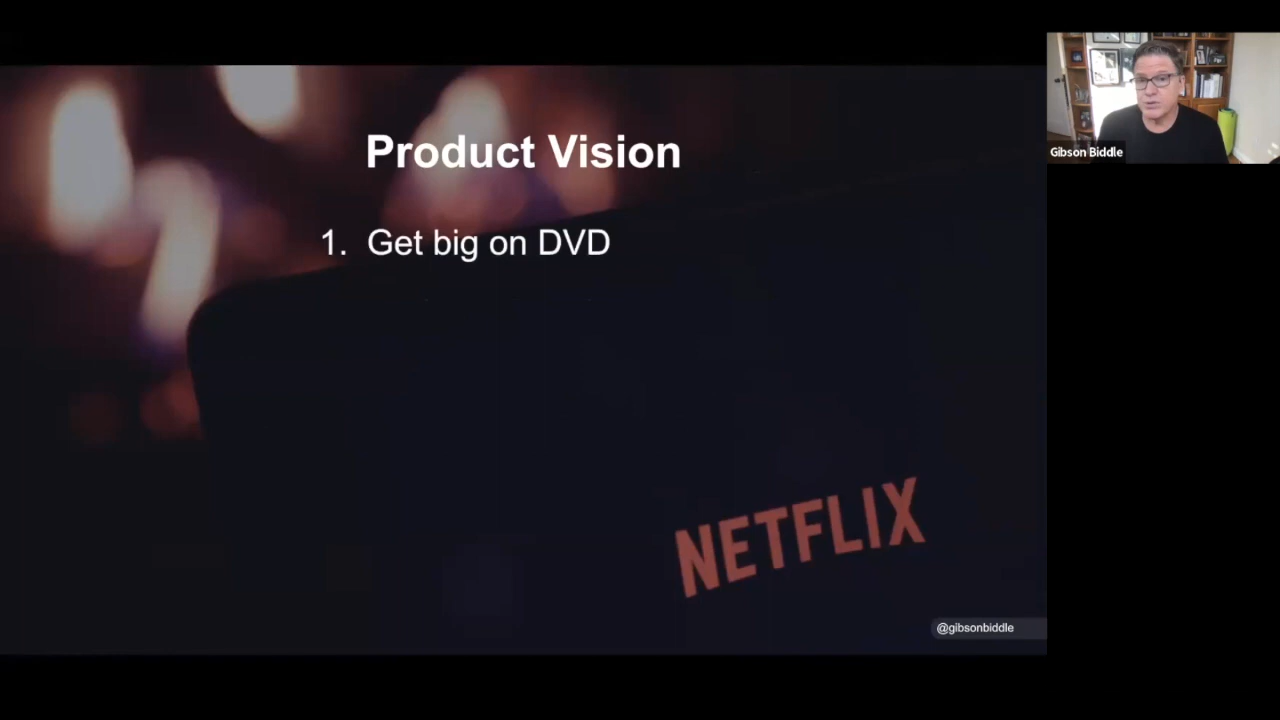 Product Vision
1. Get big on DVD
NETFLIX
@gibsonbiddle
Gibson Biddle